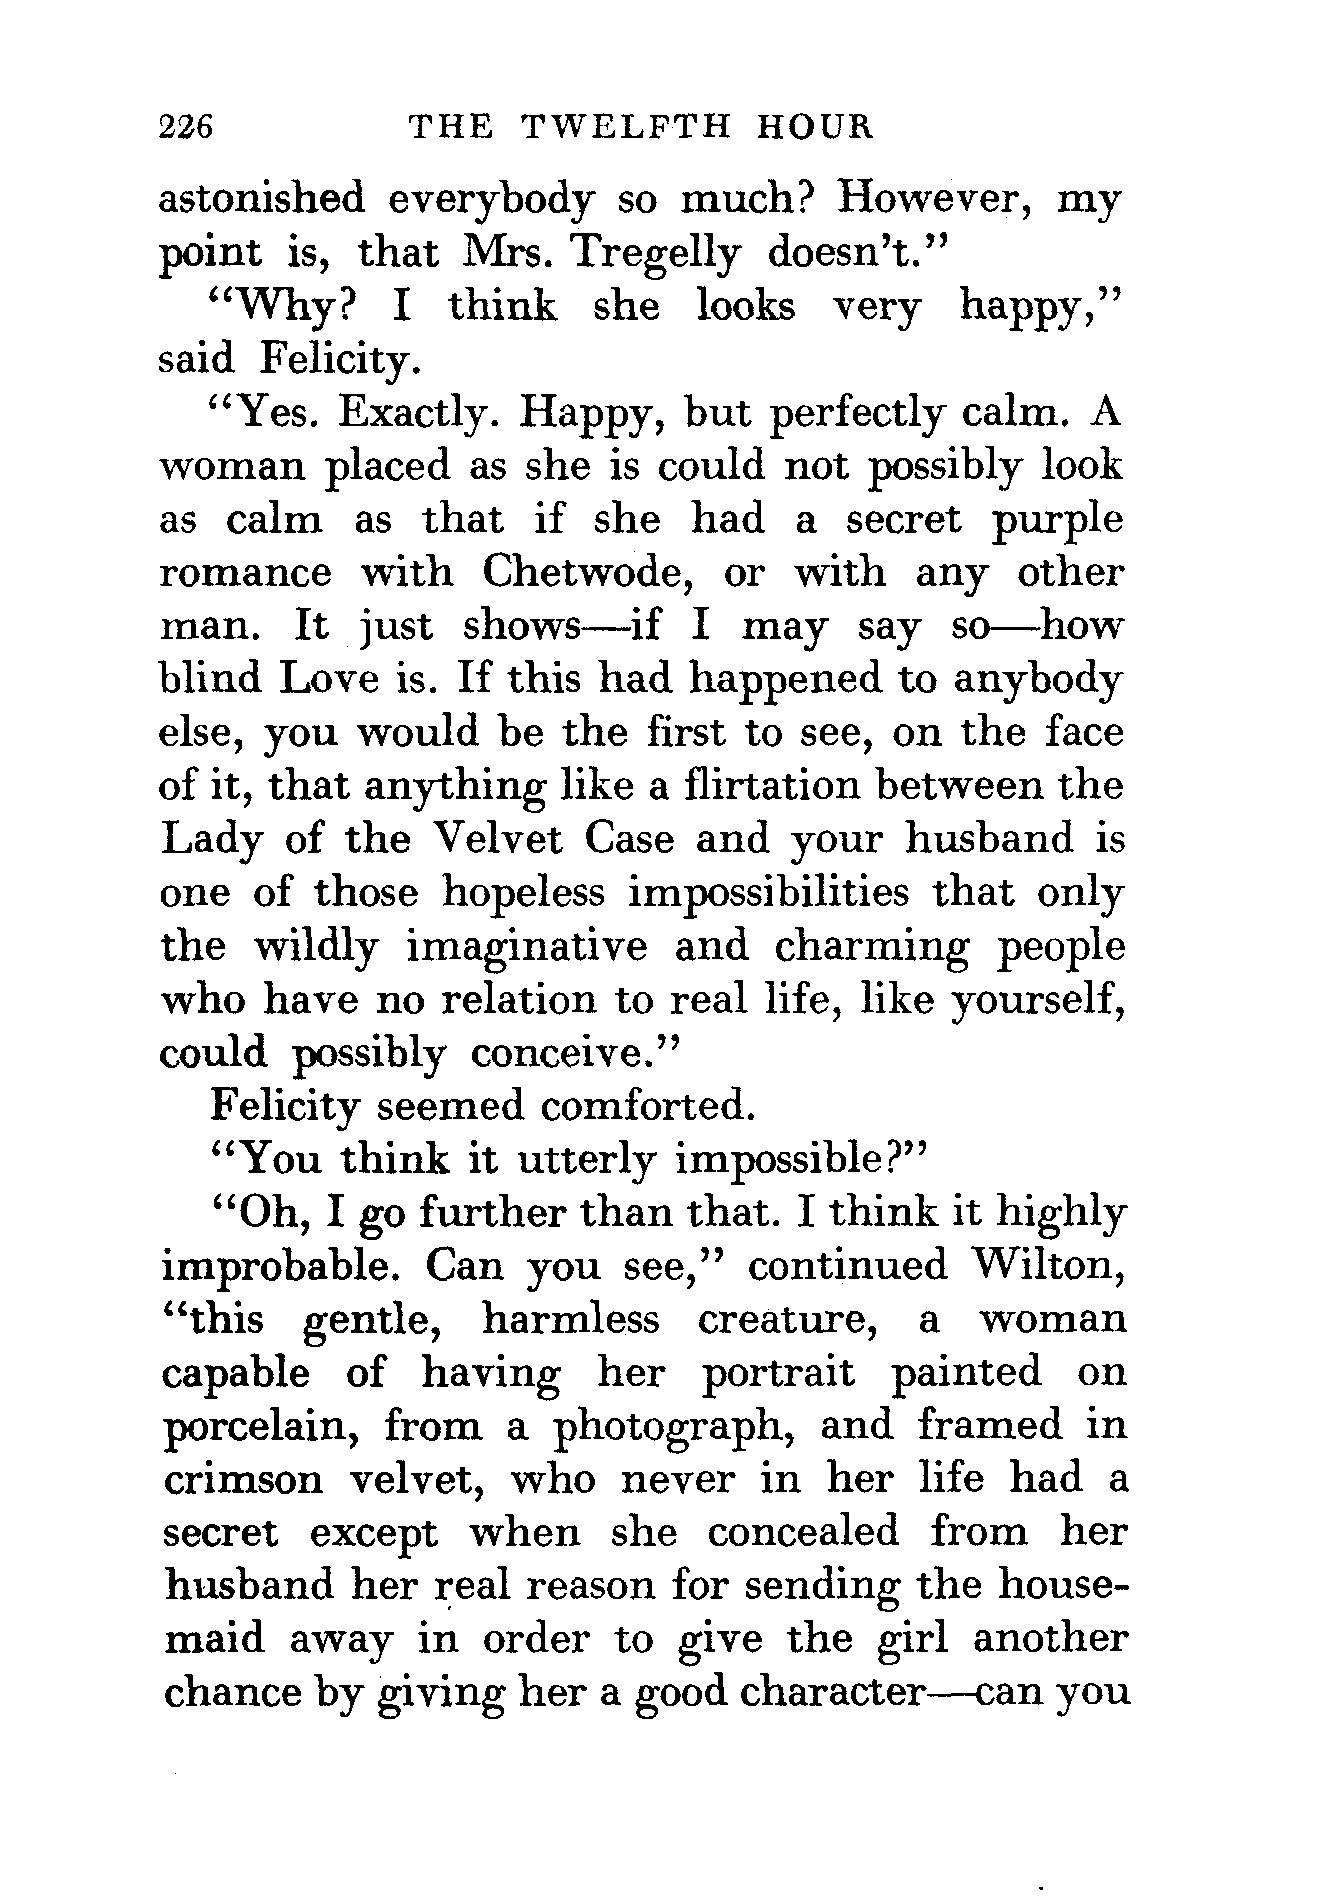 226 THE TWELFTH HOUR
astonished everybody so much? However, my
point is, that Mrs. Tregelly doesn't."
"Why? I think she looks very happy,"
said Felicity.
"Yes. Exactly. Happy, but perfectly calm. A
woman placed as she is could not possibly look
as calm as that if she had a secret purple
romance with Chetwode, or with any other
man. It just shows—if I may say so—how
blind Love is. If this had happened to anybody
else, you would be the first to see, on the face
of it, that anything like a flirtation between the
Lady of the Velvet Case and your husband is
one of those hopeless impossibilities that only
the wildly imaginative and charming people
who have no relation to real life, like yourself,
could possibly conceive."
Felicity seemed comforted.
"You think it utterly impossible?"
"Oh, I go further than that. I think it highly
improbable. Can you see," continued Wilton,
"this gentle, harmless creature, a woman
capable of having her portrait painted on
porcelain, from a photograph, and framed in
crimson velvet, who never in her life had a
secret except when she concealed from her
husband her real reason for sending the house-
maid away in order to give the girl another
chance by giving her a good character—can you